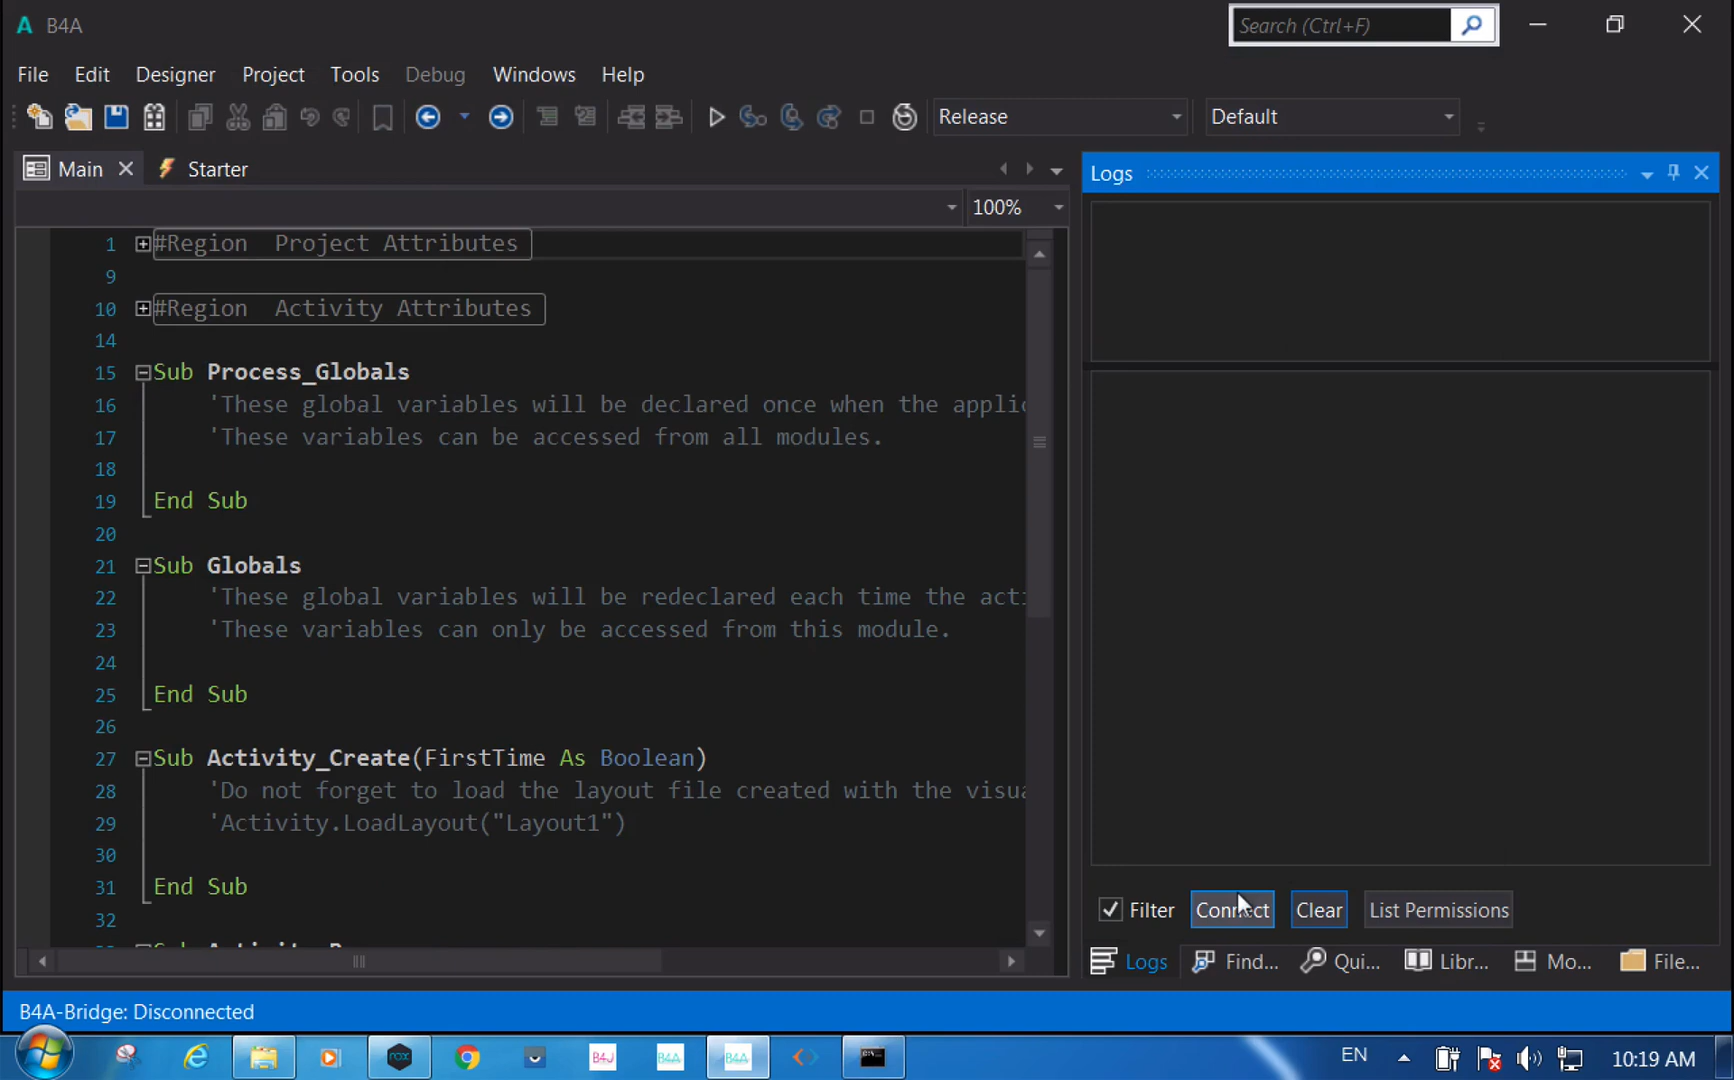 B4A
Search (Ctrl+F)
File Edit Designer Project Tools Debug Windows Help
Release
Default
Main
Starter
100%
1 #Region Project Attributes
9
10 #Region Activity Attributes
14
15 Sub Process_Globals
16 'These global variables will be declared once when the applic
17 'These variables can be accessed from all modules.
18
19 End Sub
20
21 Sub Globals
22 'These global variables will be redeclared each time the acti
23 'These variables can only be accessed from this module.
24
25 End Sub
26
27 Sub Activity_Create(FirstTime As Boolean)
28 'Do not forget to load the layout file created with the visua
29 'Activity.LoadLayout("Layout1")
30
31 End Sub
32
Logs
Filter Connect Clear List Permissions
Logs Find... Qui... Libr... Mo... File...
B4A-Bridge: Disconnected
nox
B4J
B4A
B4A
EN
10:19 AM